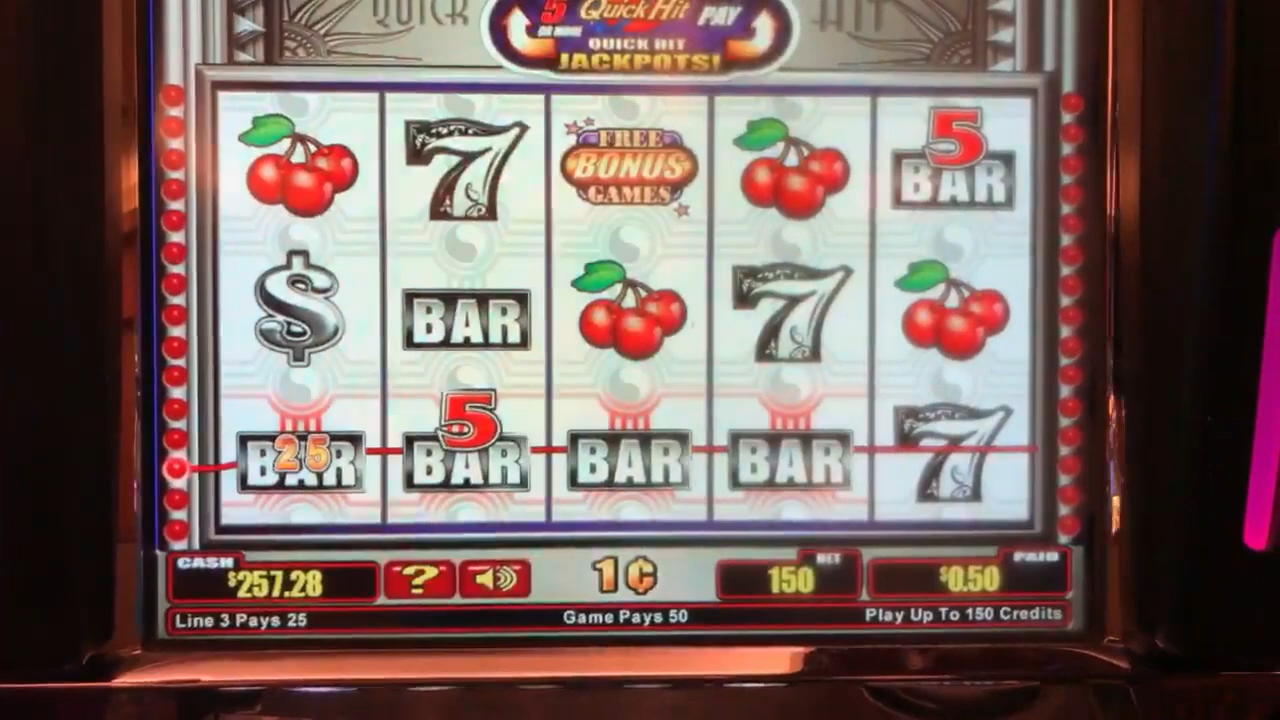 QUICK HIT
5 Quick Hit PAY
OR MORE
QUICK HIT
JACKPOTS!
7 FREE BONUS GAMES 5 BAR
$ BAR 7
BAR 25 5 BAR BAR BAR 7
CASH BET PAID
$257.28 ? 1¢ 150 $0.50
Line 3 Pays 25 Game Pays 50 Play Up To 150 Credits